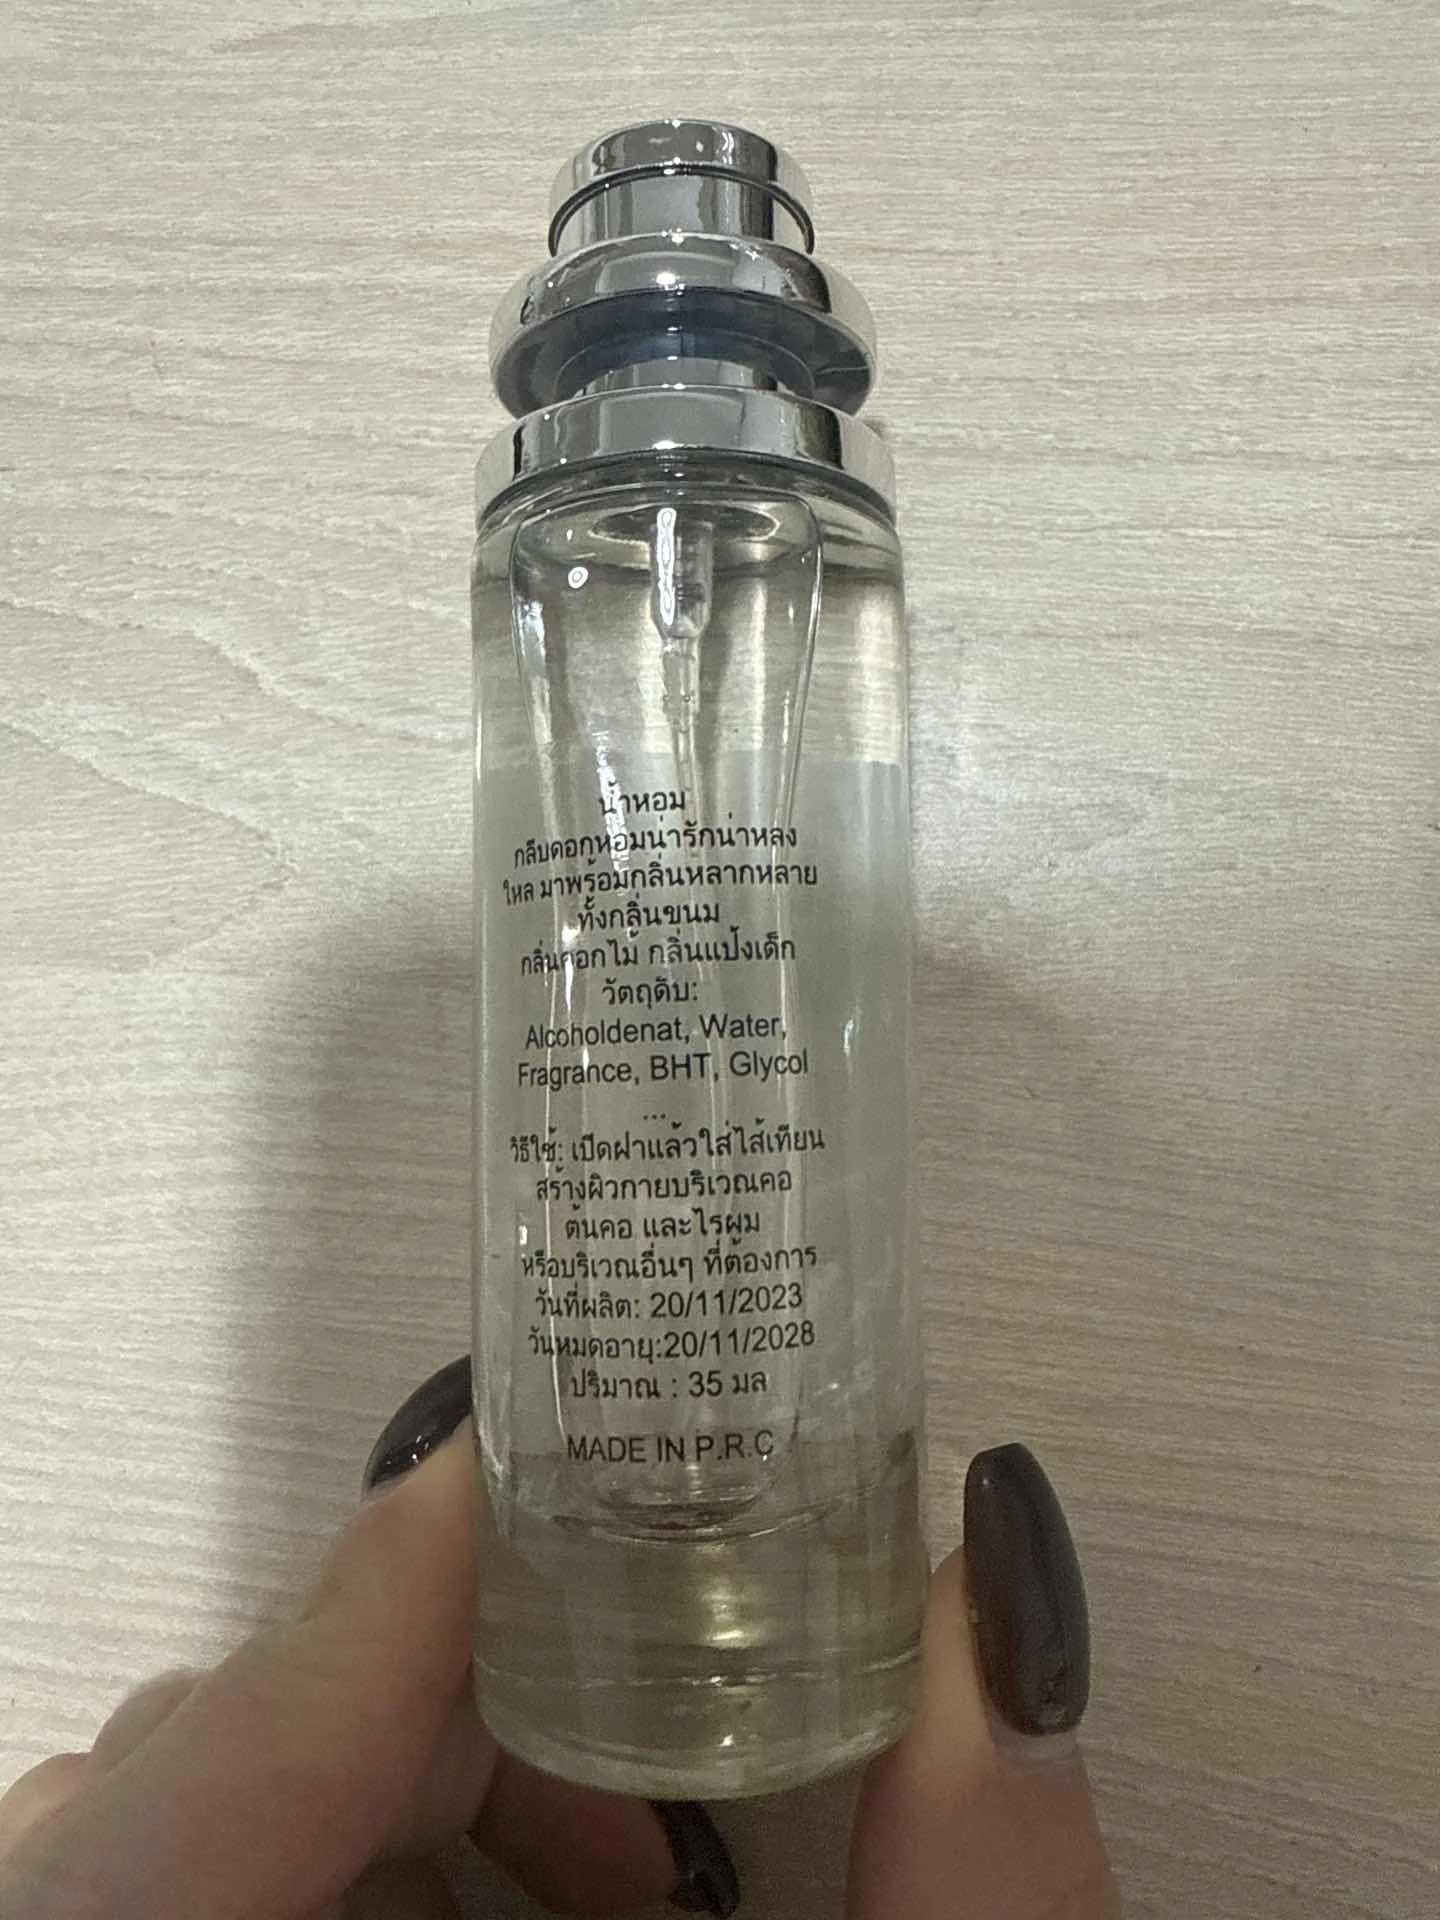 น้ำหอม
กลีบดอกหอมน่ารักน่าหลง
ใหล มาพร้อมกลิ่นหลากหลาย
ทั้งกลิ่นขนม
กลิ่นดอกไม้ กลิ่นแป้งเด็ก
วัตถุดิบ:
Alcoholdenat, Water,
Fragrance, BHT, Glycol
...
วิธีใช้: เปิดฝาแล้วใส่ไส้เทียน
สร้างผิวกายบริเวณคอ
ต้นคอ และไรผม
หรือบริเวณอื่นๆ ที่ต้องการ
วันที่ผลิต: 20/11/2023
วันหมดอายุ:20/11/2028
ปริมาณ : 35 มล
MADE IN P.R.C